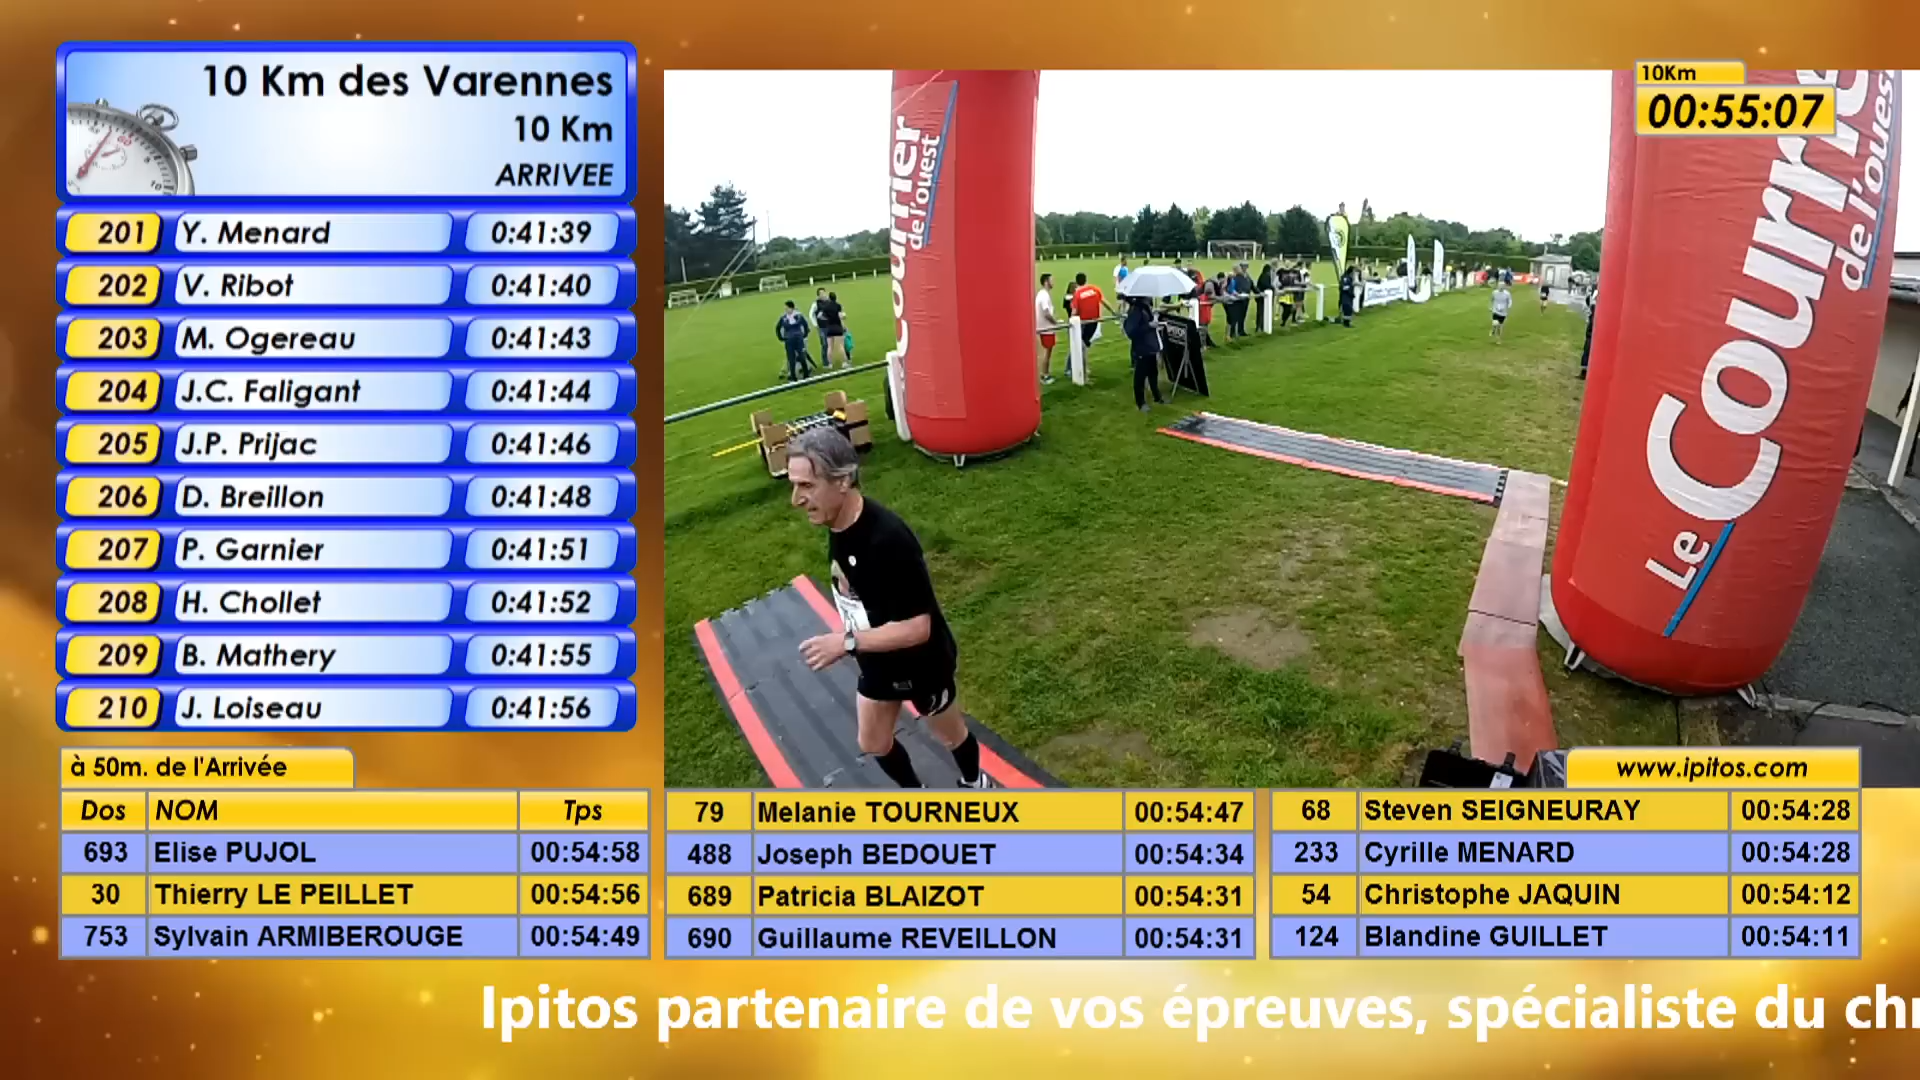 10 Km des Varennes
10 Km
ARRIVEE
201 Y. Menard 0:41:39
202 V. Ribot 0:41:40
203 M. Ogereau 0:41:43
204 J.C. Faligant 0:41:44
205 J.P. Prijac 0:41:46
206 D. Breillon 0:41:48
207 P. Garnier 0:41:51
208 H. Chollet 0:41:52
209 B. Mathery 0:41:55
210 J. Loiseau 0:41:56
10Km
00:55:07
Courrier
de l'ouest
Le Courrier
de l'ouest
à 50m. de l'Arrivée
www.ipitos.com
Dos NOM Tps
693 Elise PUJOL 00:54:58
30 Thierry LE PEILLET 00:54:56
753 Sylvain ARMIBEROUGE 00:54:49
79 Melanie TOURNEUX 00:54:47
488 Joseph BEDOUET 00:54:34
689 Patricia BLAIZOT 00:54:31
690 Guillaume REVEILLON 00:54:31
68 Steven SEIGNEURAY 00:54:28
233 Cyrille MENARD 00:54:28
54 Christophe JAQUIN 00:54:12
124 Blandine GUILLET 00:54:11
Ipitos partenaire de vos épreuves, spécialiste du chr